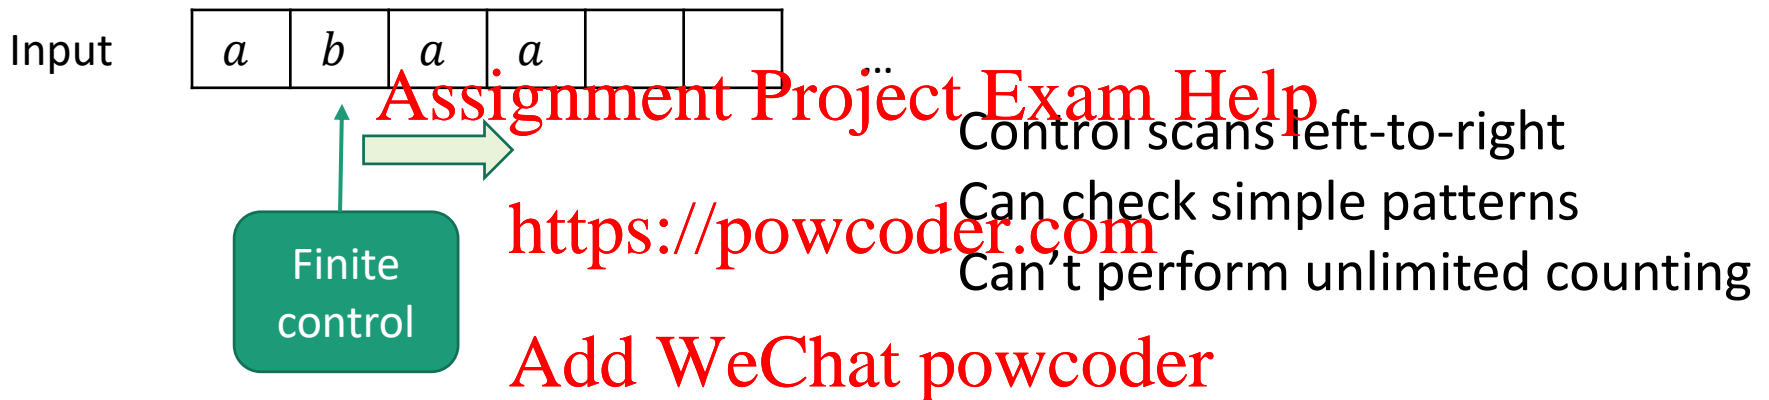 Input a b a a ...
Assignment Project Exam Help
Control scans left-to-right
Can check simple patterns
https://powcoder.com
Can't perform unlimited counting
Finite
control
Add WeChat powcoder